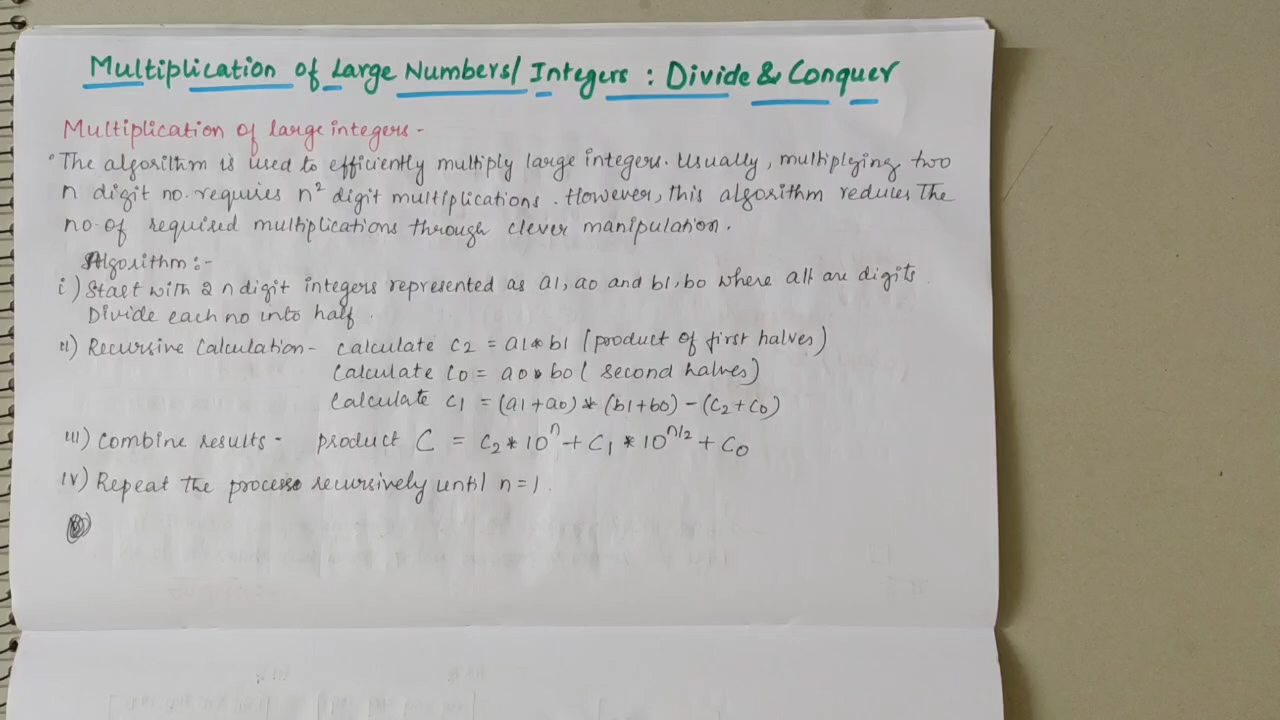 Multiplication of Large Numbers/ Integers : Divide & Conquer
Multiplication of large integers -
The algorithm is used to efficiently multiply large integers. Usually, multiplying two
n digit no. requires n² digit multiplications. However, this algorithm reduces The
no. of required multiplications through clever manipulation.
Algorithm :-
i) Start with 2 n digit integers represented as a1, a0 and b1, b0 where all are digits.
Divide each no into half.
ii) Recursive Calculation - Calculate C2 = a1 * b1 (product of first halves)
Calculate C0 = a0 * b0 ( second halves)
Calculate C1 = (a1 + a0) * (b1 + b0) - (C2 + C0)
iii) Combine results - product C = C₂ * 10ⁿ + C₁ * 10^n/2 + C₀
iv) Repeat the process recursively until n = 1.